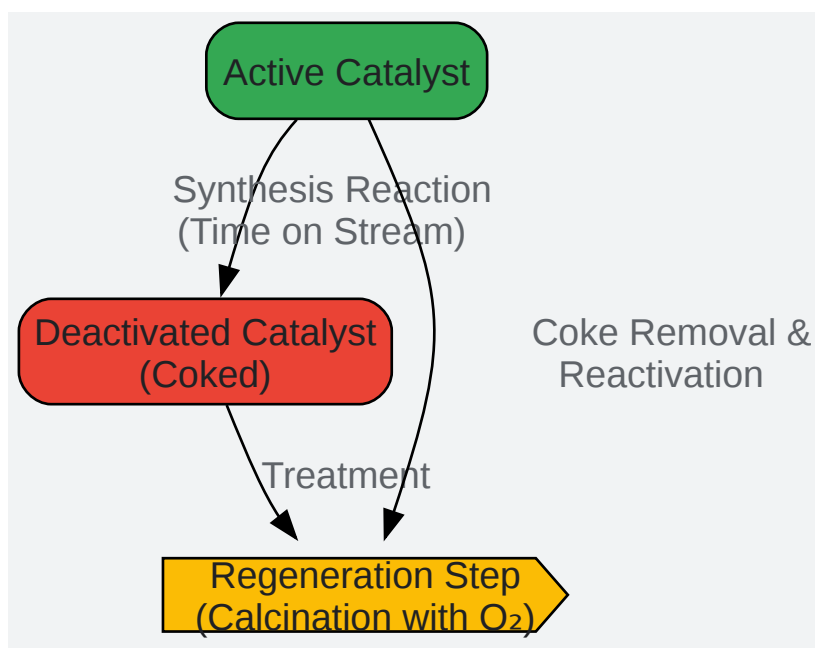 Active Catalyst
Synthesis Reaction
(Time on Stream)
Deactivated Catalyst
(Coked)
Coke Removal &
Reactivation
Treatment
Regeneration Step
(Calcination with O₂)